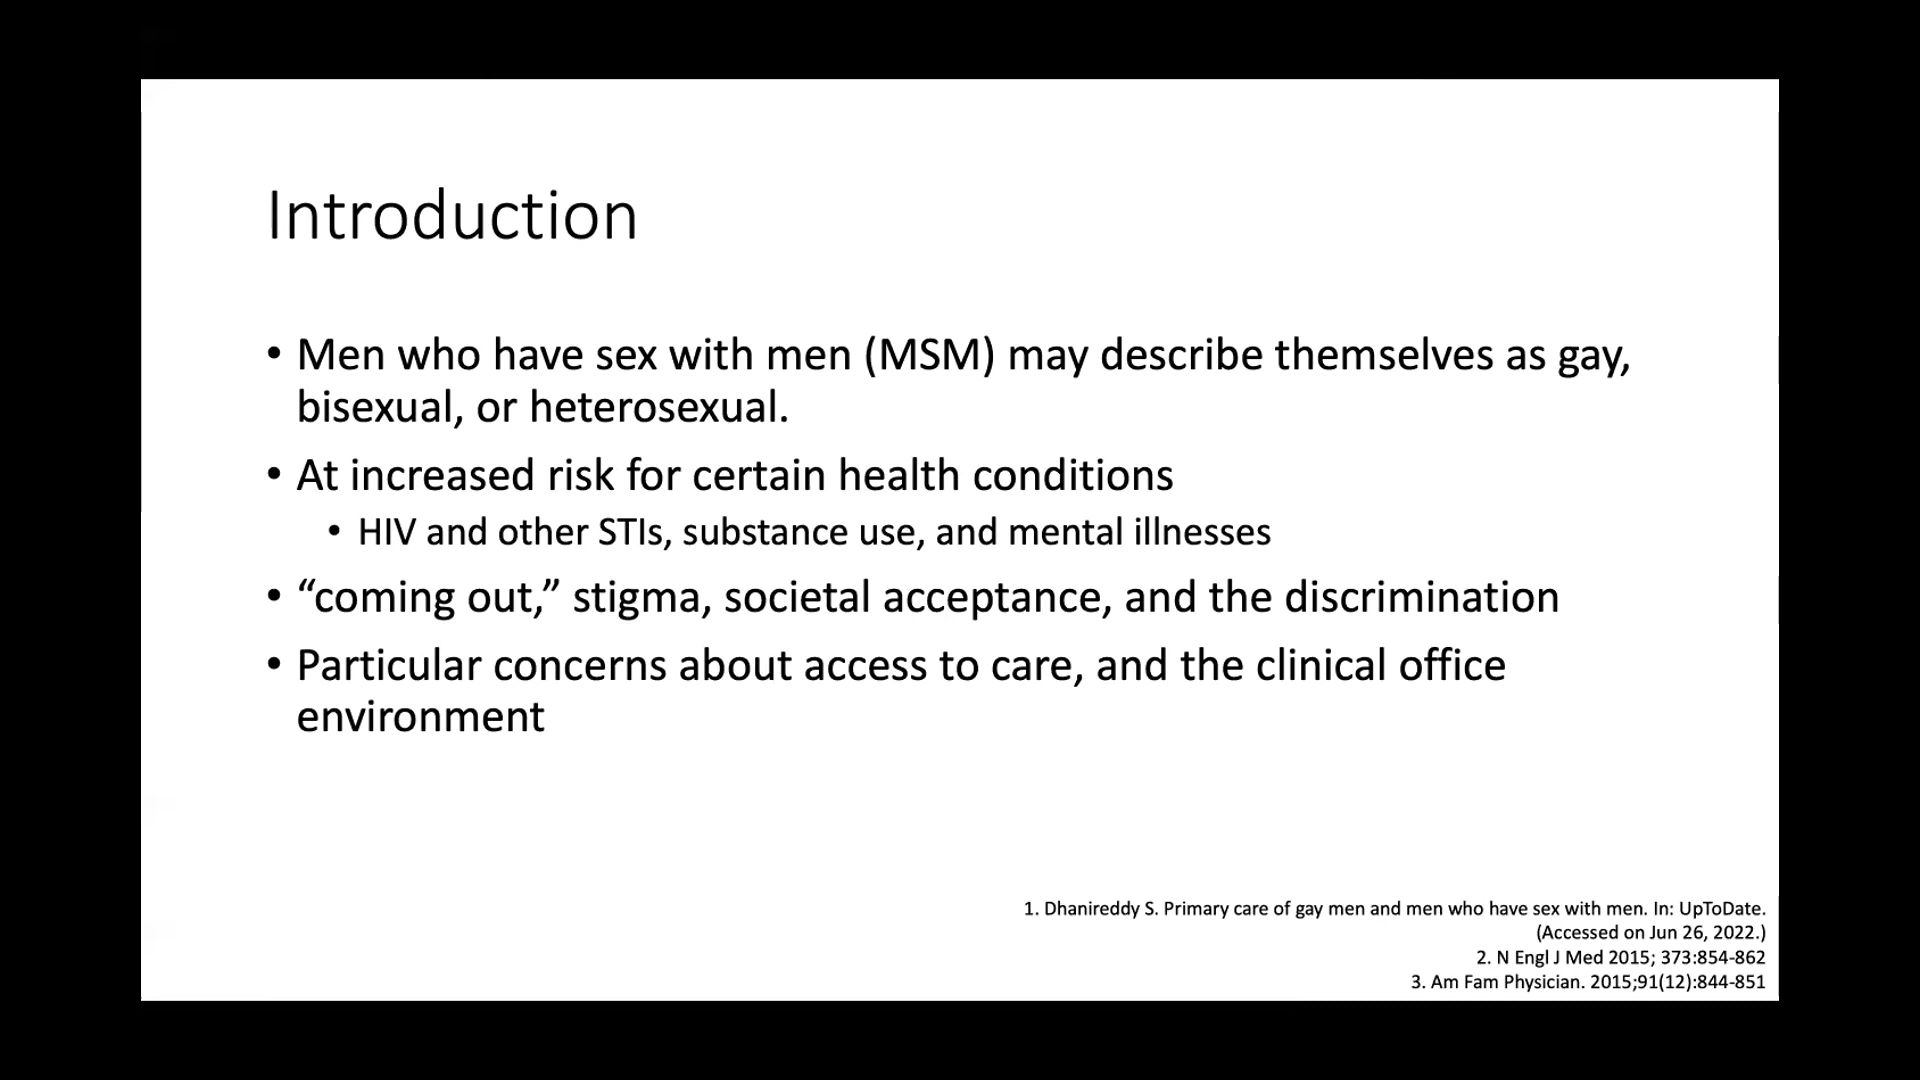 Introduction
• Men who have sex with men (MSM) may describe themselves as gay,
bisexual, or heterosexual.
• At increased risk for certain health conditions
• HIV and other STIs, substance use, and mental illnesses
• “coming out,” stigma, societal acceptance, and the discrimination
• Particular concerns about access to care, and the clinical office
environment
1. Dhanireddy S. Primary care of gay men and men who have sex with men. In: UpToDate.
(Accessed on Jun 26, 2022.)
2. N Engl J Med 2015; 373:854-862
3. Am Fam Physician. 2015;91(12):844-851